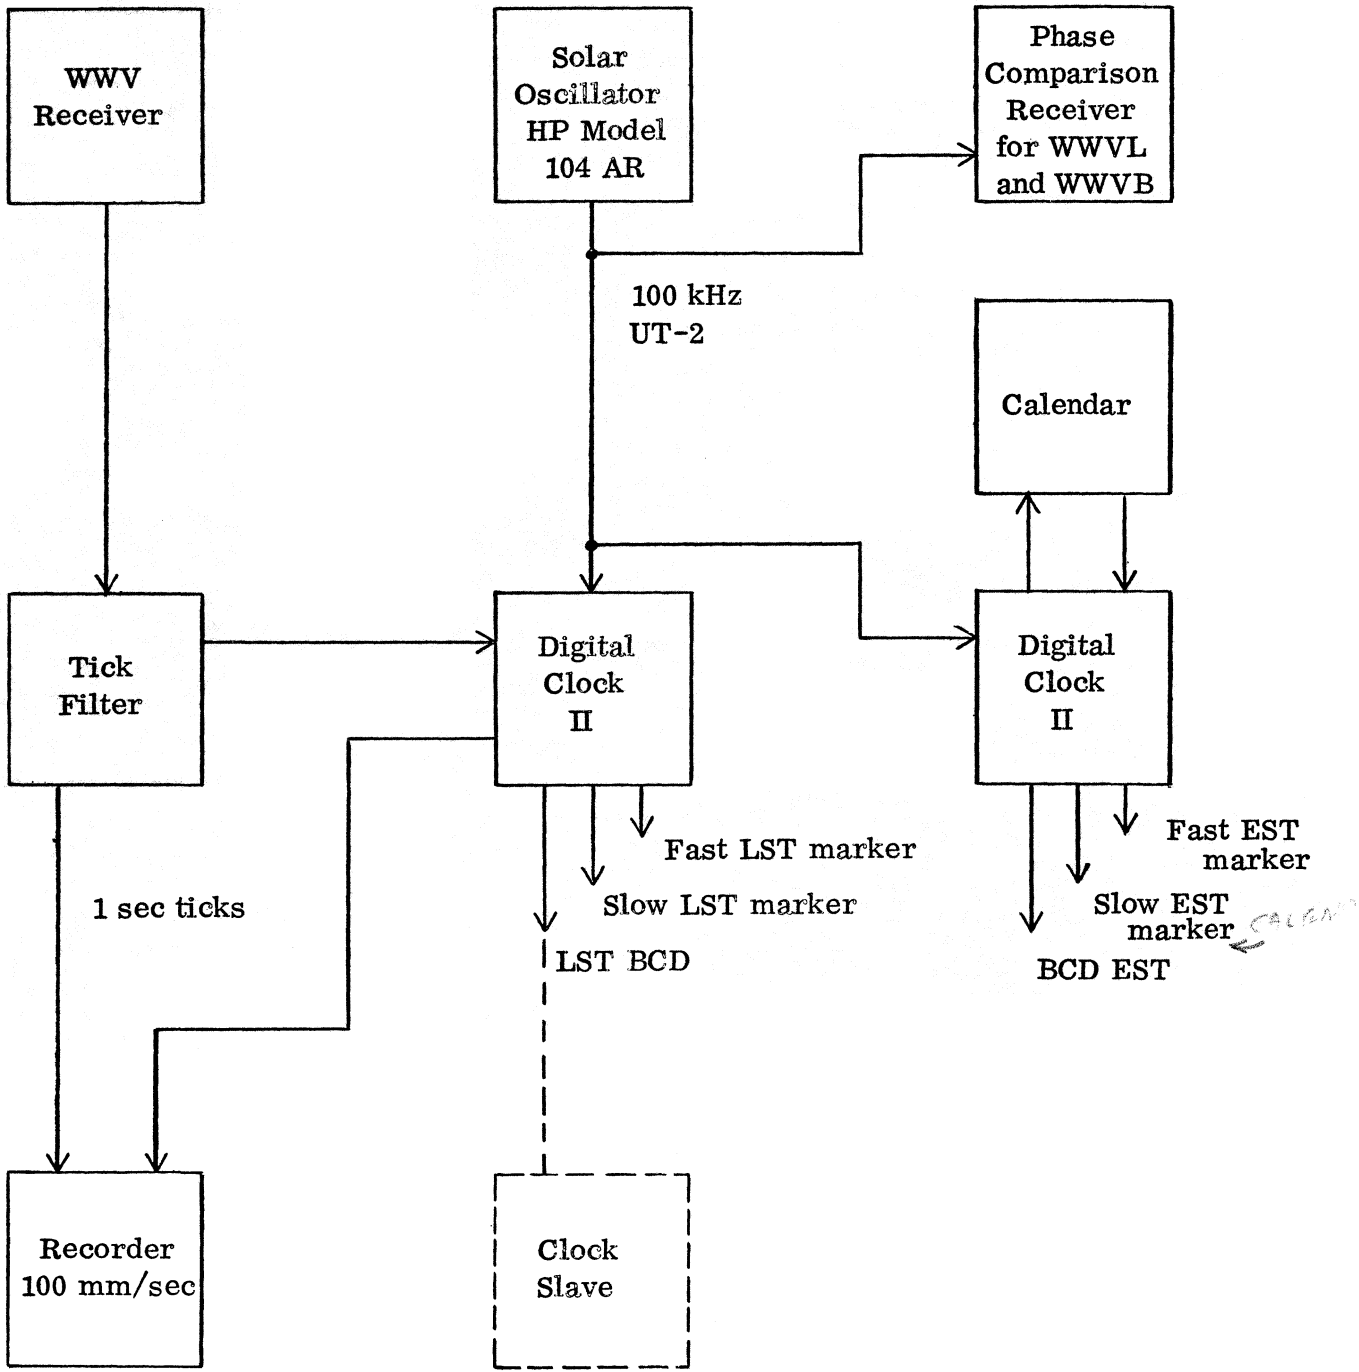 WWV
Receiver
Solar
Oscillator
HP Model
104 AR
Phase
Comparison
Receiver
for WWVL
and WWVB
100 kHz
UT-2
Calendar
Tick
Filter
Digital
Clock
II
Digital
Clock
II
Fast LST marker
Slow LST marker
LST BCD
Fast EST
marker
Slow EST
marker
BCD EST
1 sec ticks
Recorder
100 mm/sec
Clock
Slave